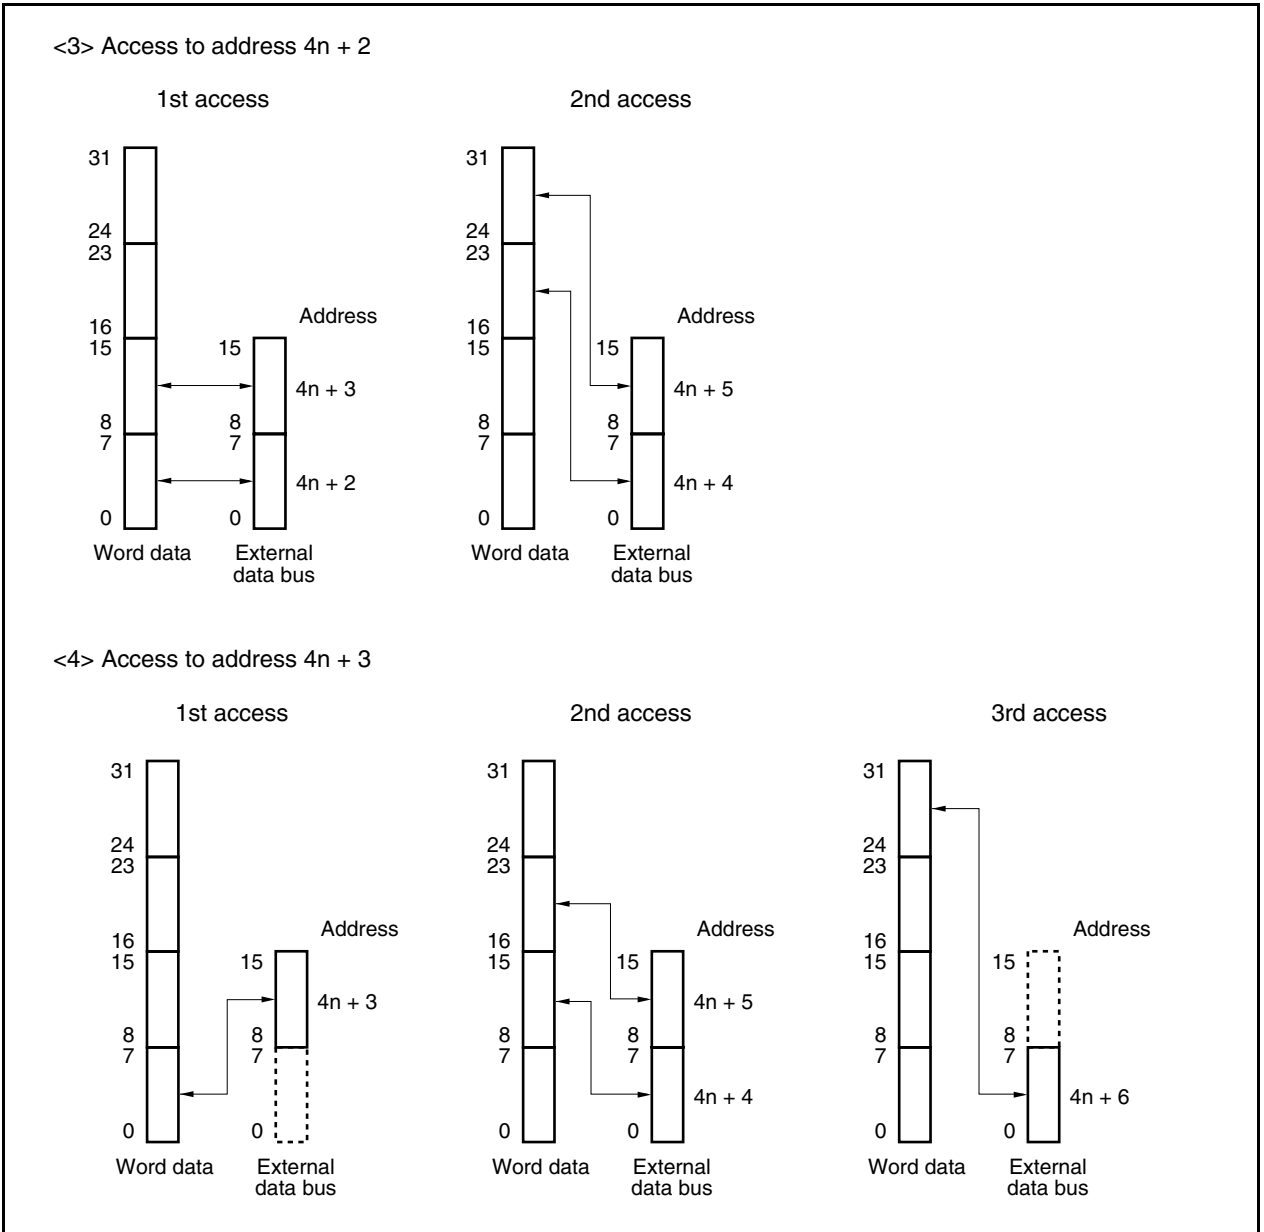 <3> Access to address 4n + 2
1st access
2nd access
31
24
23
16
15
8
7
0
Address
15
4n + 3
8
7
4n + 2
0
Word data
External
data bus
31
24
23
16
15
8
7
0
Address
15
4n + 5
8
7
4n + 4
0
Word data
External
data bus
<4> Access to address 4n + 3
1st access
2nd access
3rd access
31
24
23
16
15
8
7
0
Address
15
4n + 3
8
7
0
Word data
External
data bus
31
24
23
16
15
8
7
0
Address
15
4n + 5
8
7
4n + 4
0
Word data
External
data bus
31
24
23
16
15
8
7
0
Address
15
8
7
4n + 6
0
Word data
External
data bus